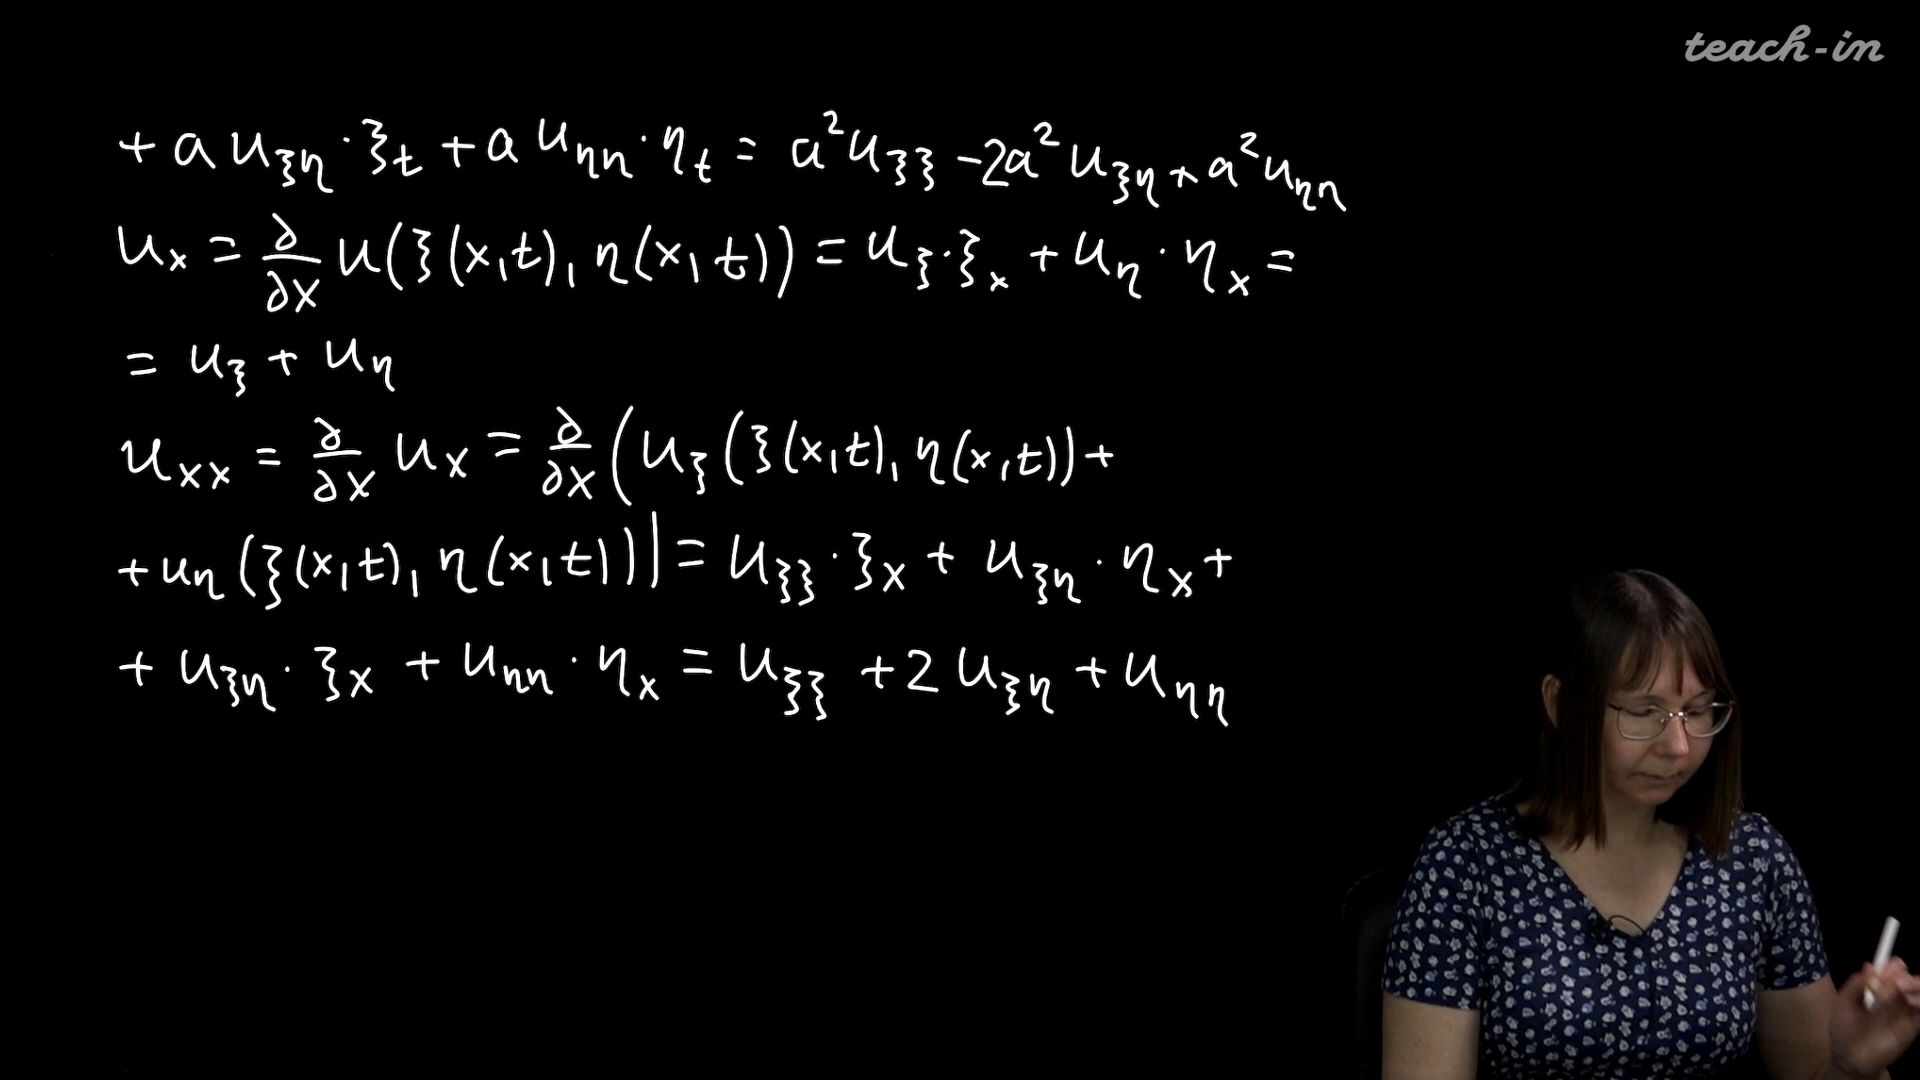 teach-in
+ a u_{ξη} · ξ_t + a u_{ηη} · η_t = a² u_{ξξ} - 2a² u_{ξη} + a² u_{ηη}
u_x = ∂/∂x u(ξ(x,t), η(x,t)) = u_ξ · ξ_x + u_η · η_x =
= u_ξ + u_η
u_{xx} = ∂/∂x u_x = ∂/∂x (u_ξ(ξ(x,t), η(x,t)) +
+ u_η(ξ(x,t), η(x,t))) = u_{ξξ} · ξ_x + u_{ξη} · η_x +
+ u_{ξη} · ξ_x + u_{ηη} · η_x = u_{ξξ} + 2 u_{ξη} + u_{ηη}